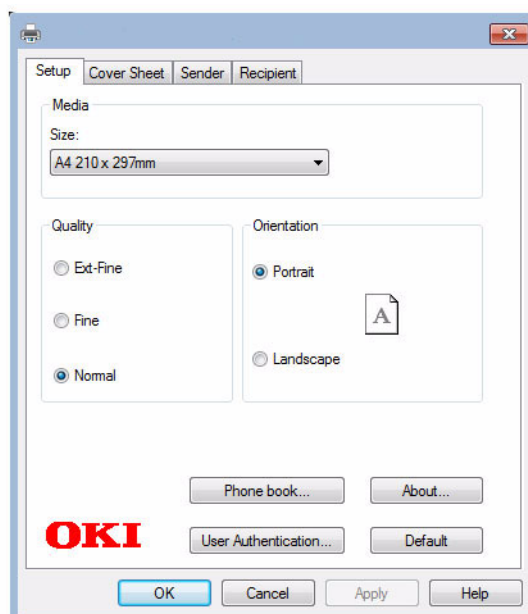 Setup Cover Sheet Sender Recipient
Media
Size:
A4 210 x 297mm
Quality
Orientation
Ext-Fine
Portrait
A
Fine
Landscape
Normal
Phone book... About...
OKI
User Authentication... Default
OK Cancel Apply Help